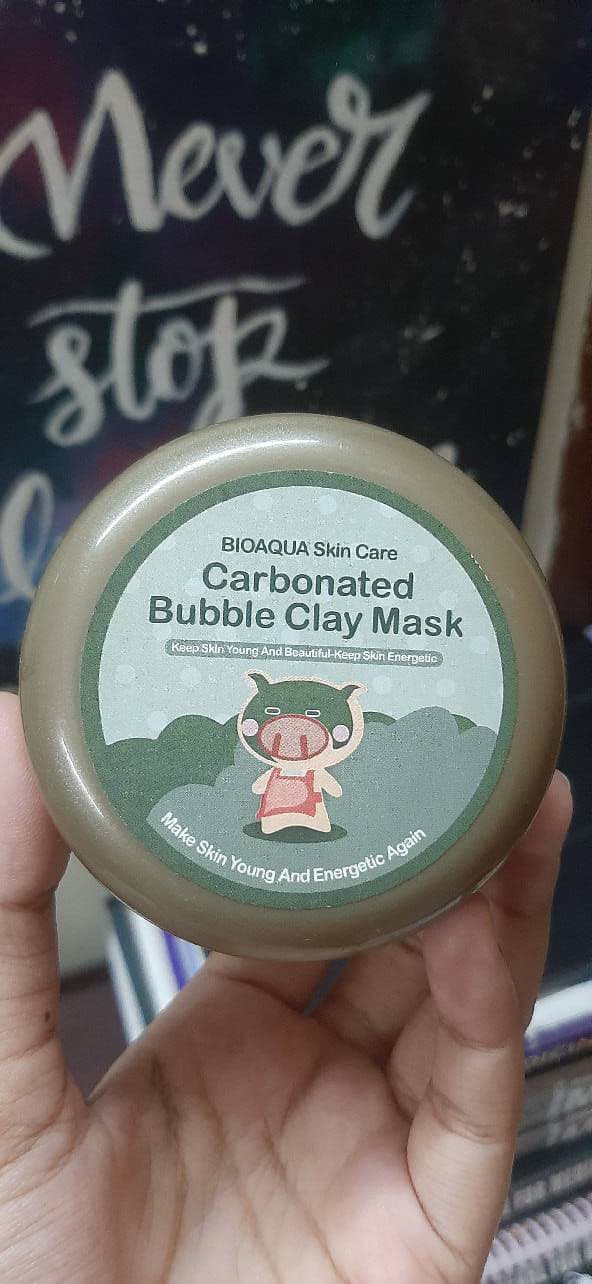 Never
stop
BIOAQUA Skin Care
Carbonated
Bubble Clay Mask
Keep Skin Young And Beautiful-Keep Skin Energetic
Make Skin Young And Energetic Again
FOR